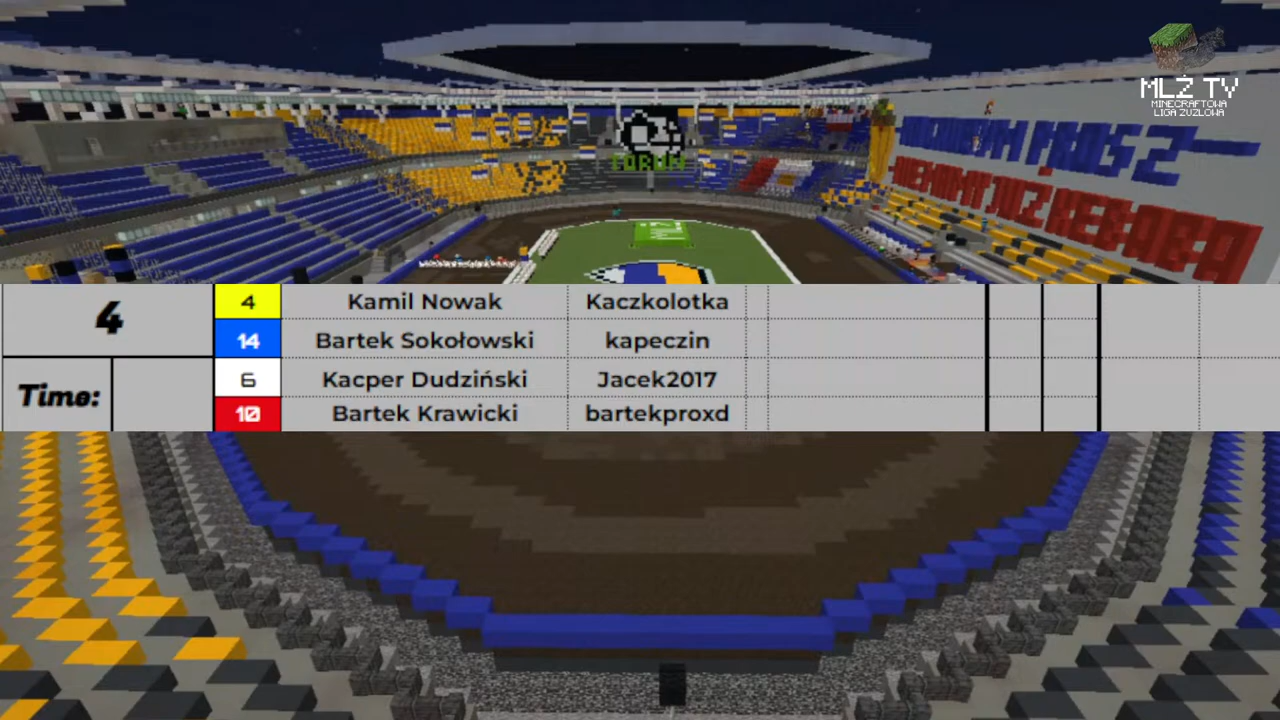 MLŻ TV
MINECRAFTOWA
LIGA ŻUŻLOWA
FORUM
4
4 Kamil Nowak Kaczkolotka
14 Bartek Sokołowski kapeczin
Time:
6 Kacper Dudziński Jacek2017
10 Bartek Krawicki bartekproxd